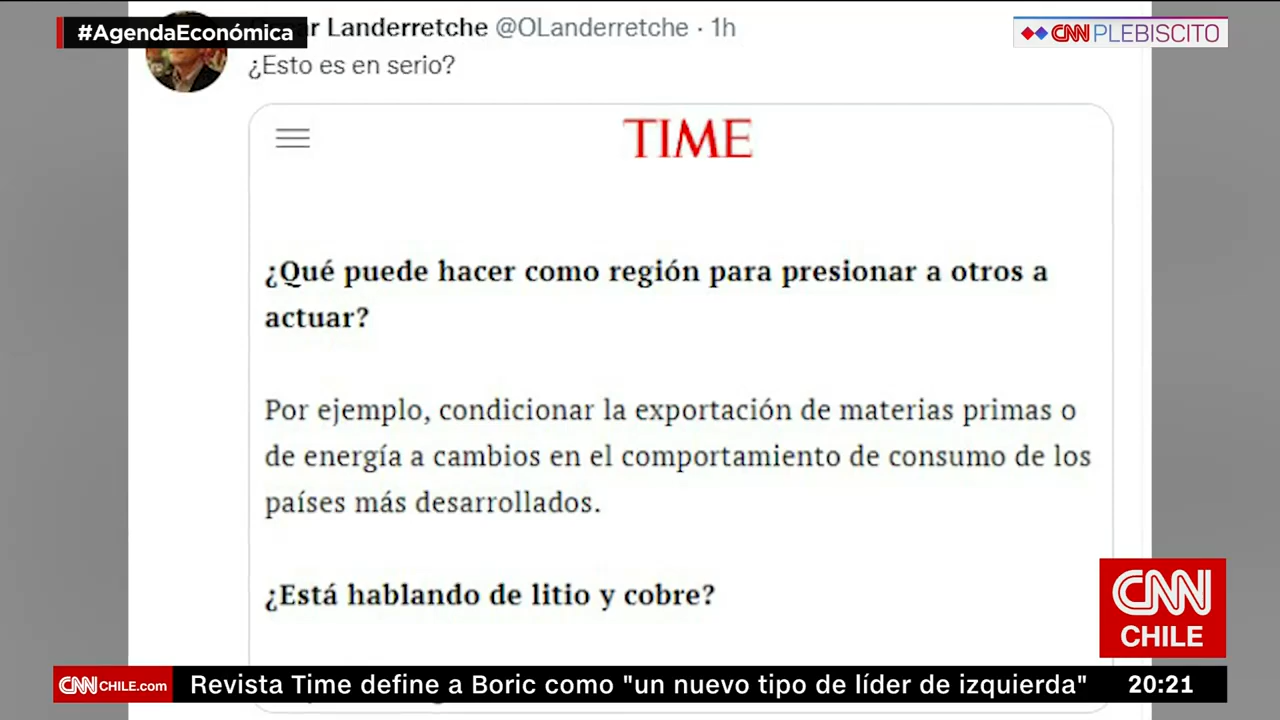 #AgendaEconómica
Landerretche @OLanderretche · 1h
CNN PLEBISCITO
¿Esto es en serio?
TIME
¿Qué puede hacer como región para presionar a otros a
actuar?
Por ejemplo, condicionar la exportación de materias primas o
de energía a cambios en el comportamiento de consumo de los
países más desarrollados.
¿Está hablando de litio y cobre?
CNN
CHILE
CNNCHILE.com
Revista Time define a Boric como "un nuevo tipo de líder de izquierda"
20:21